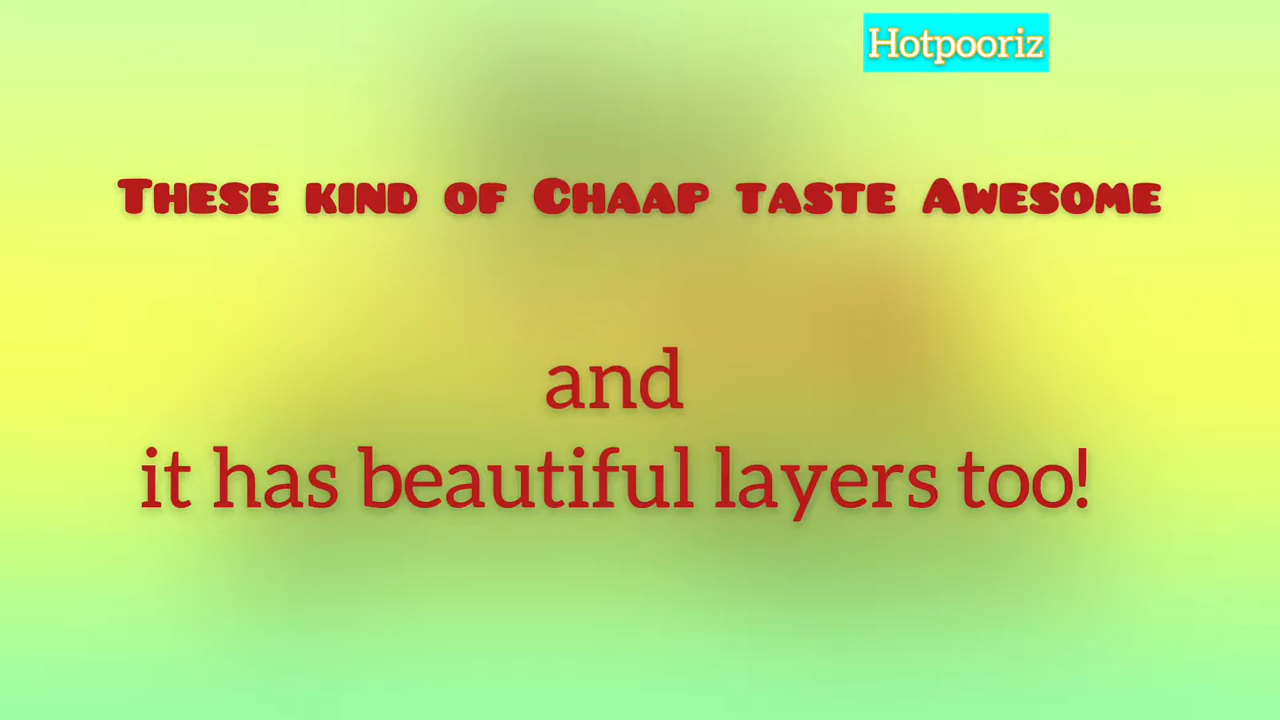 Hotpooriz
These kind of Chaap taste Awesome
and
it has beautiful layers too!